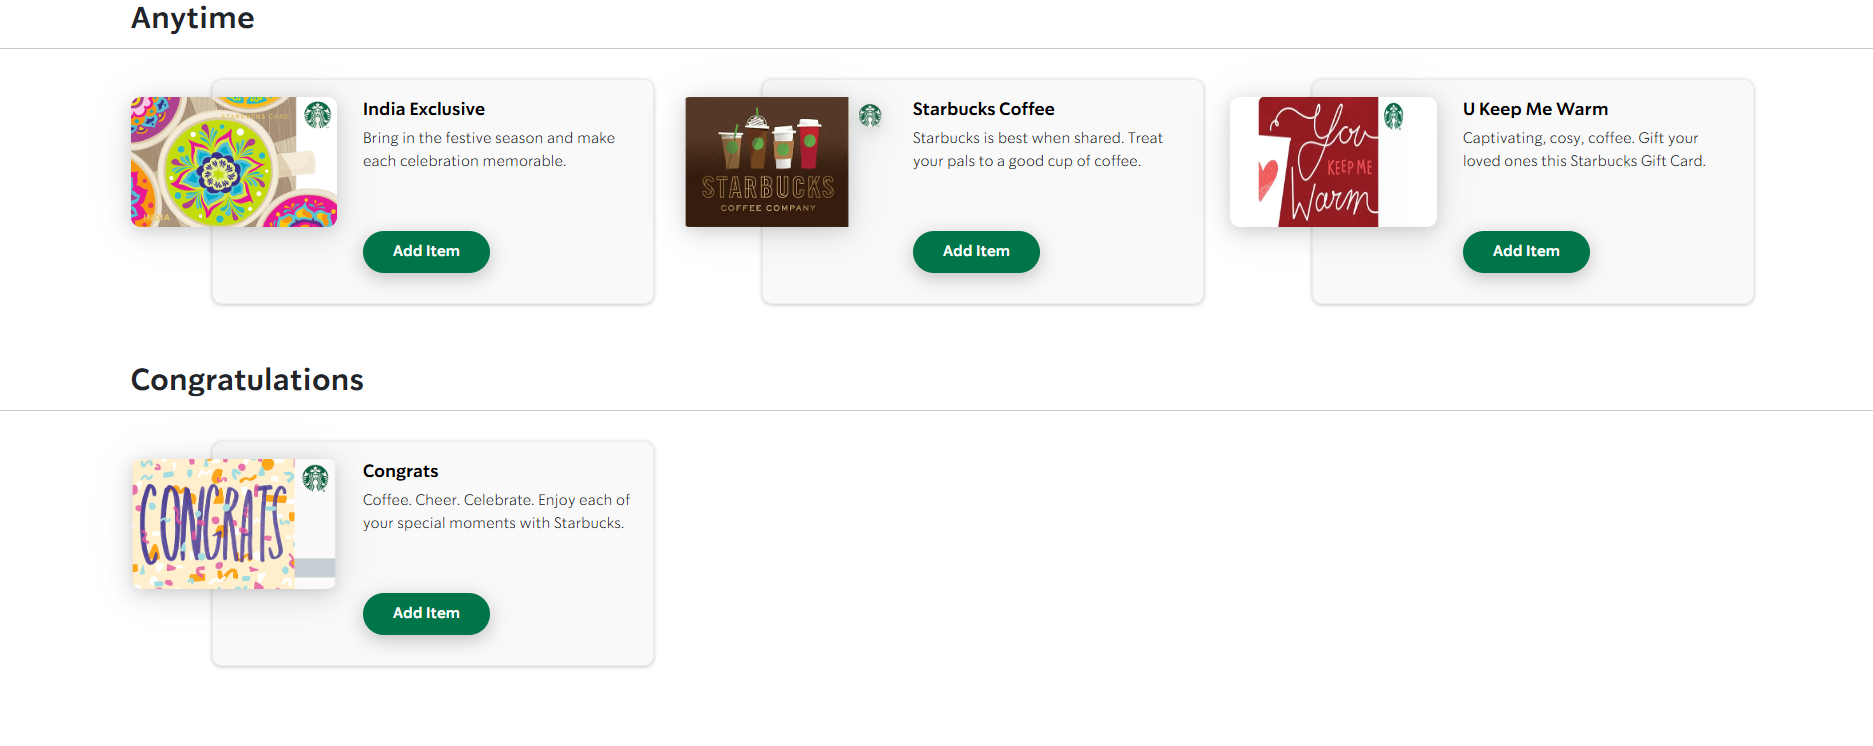 Anytime
STARBUCKS CARD
INDIA
India Exclusive
Bring in the festive season and make
each celebration memorable.
Add Item
STARBUCKS
COFFEE COMPANY
Starbucks Coffee
Starbucks is best when shared. Treat
your pals to a good cup of coffee.
Add Item
You
KEEP ME
Warm
U Keep Me Warm
Captivating, cosy, coffee. Gift your
loved ones this Starbucks Gift Card.
Add Item
Congratulations
CONGRATS
Congrats
Coffee. Cheer. Celebrate. Enjoy each of
your special moments with Starbucks.
Add Item